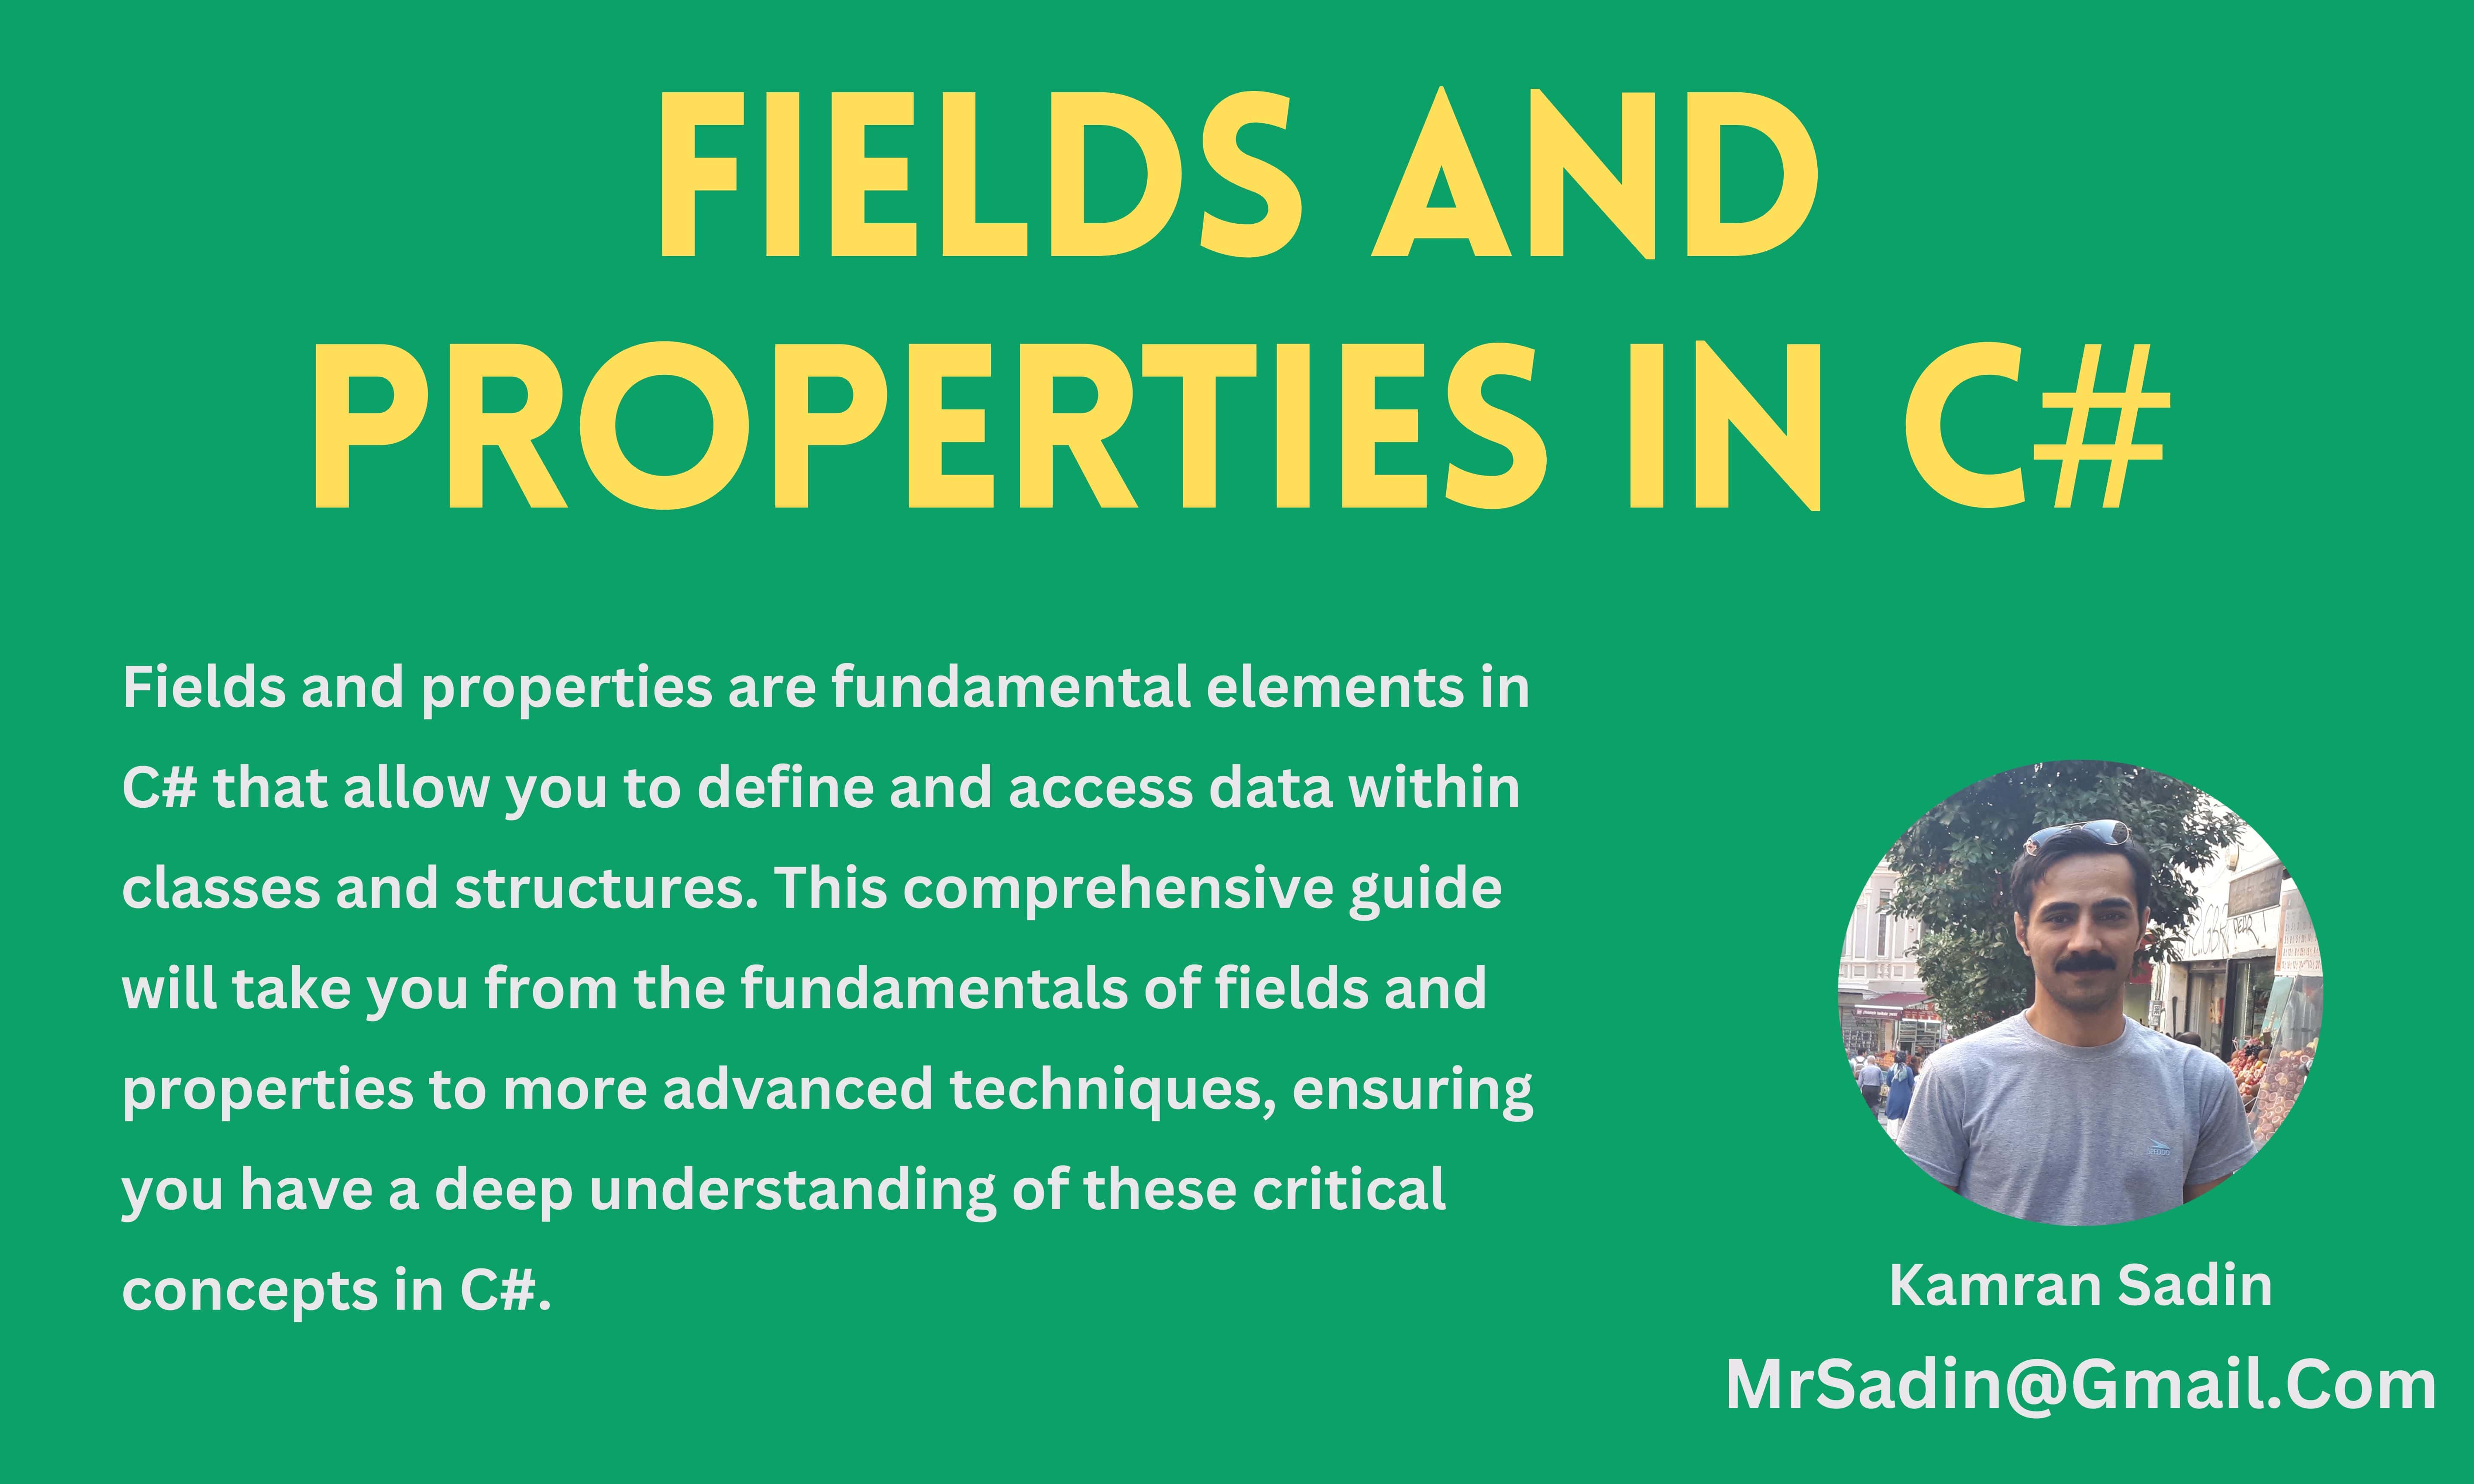 FIELDS AND
PROPERTIES IN C#
Fields and properties are fundamental elements in
C# that allow you to define and access data within
classes and structures. This comprehensive guide
will take you from the fundamentals of fields and
properties to more advanced techniques, ensuring
you have a deep understanding of these critical
concepts in C#.
Kamran Sadin
MrSadin@Gmail.Com